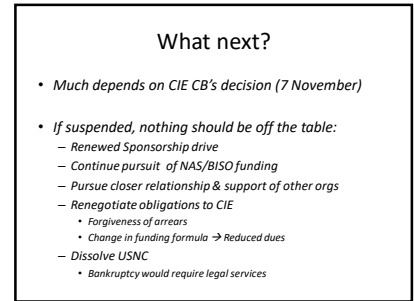 What next?
• Much depends on CIE CB's decision (7 November)
• If suspended, nothing should be off the table:
– Renewed Sponsorship drive
– Continue pursuit of NAS/BISO funding
– Pursue closer relationship & support of other orgs
– Renegotiate obligations to CIE
• Forgiveness of arrears
• Change in funding formula → Reduced dues
– Dissolve USNC
• Bankruptcy would require legal services